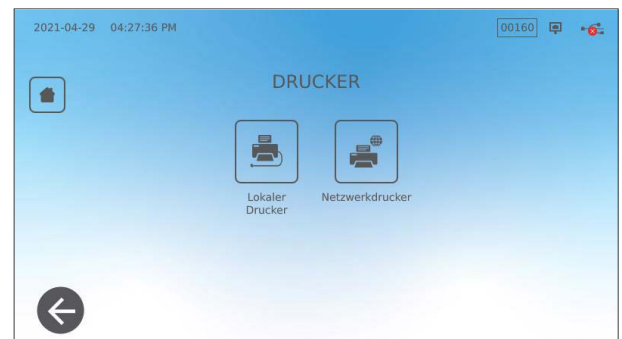 2021-04-29 04:27:36 PM 00160
DRUCKER
Lokaler
Drucker
Netzwerkdrucker